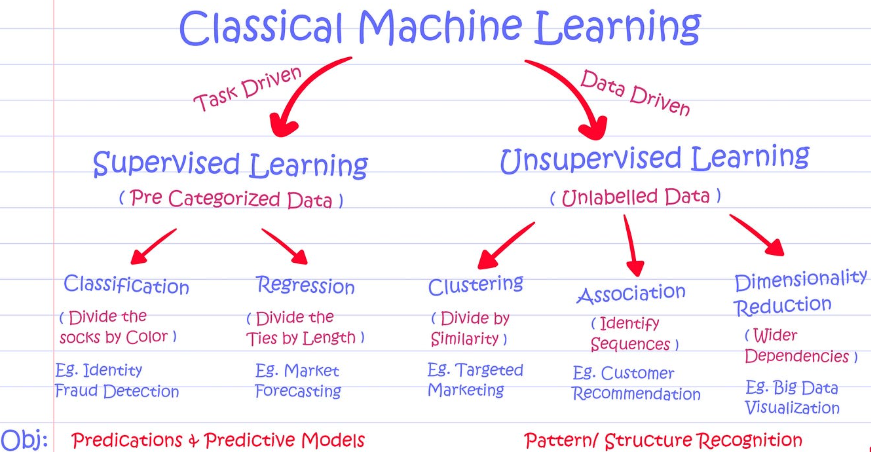 Classical Machine Learning
Task Driven
Data Driven
Supervised Learning
( Pre Categorized Data )
Unsupervised Learning
( Unlabelled Data )
Classification
( Divide the
socks by Color )
Eg. Identity
Fraud Detection
Regression
( Divide the
Ties by Length )
Eg. Market
Forecasting
Clustering
( Divide by
Similarity )
Eg. Targeted
Marketing
Association
( Identify
Sequences )
Eg. Customer
Recommendation
Dimensionality
Reduction
( Wider
Dependencies )
Eg. Big Data
Visualization
Obj: Predications & Predictive Models
Pattern/ Structure Recognition